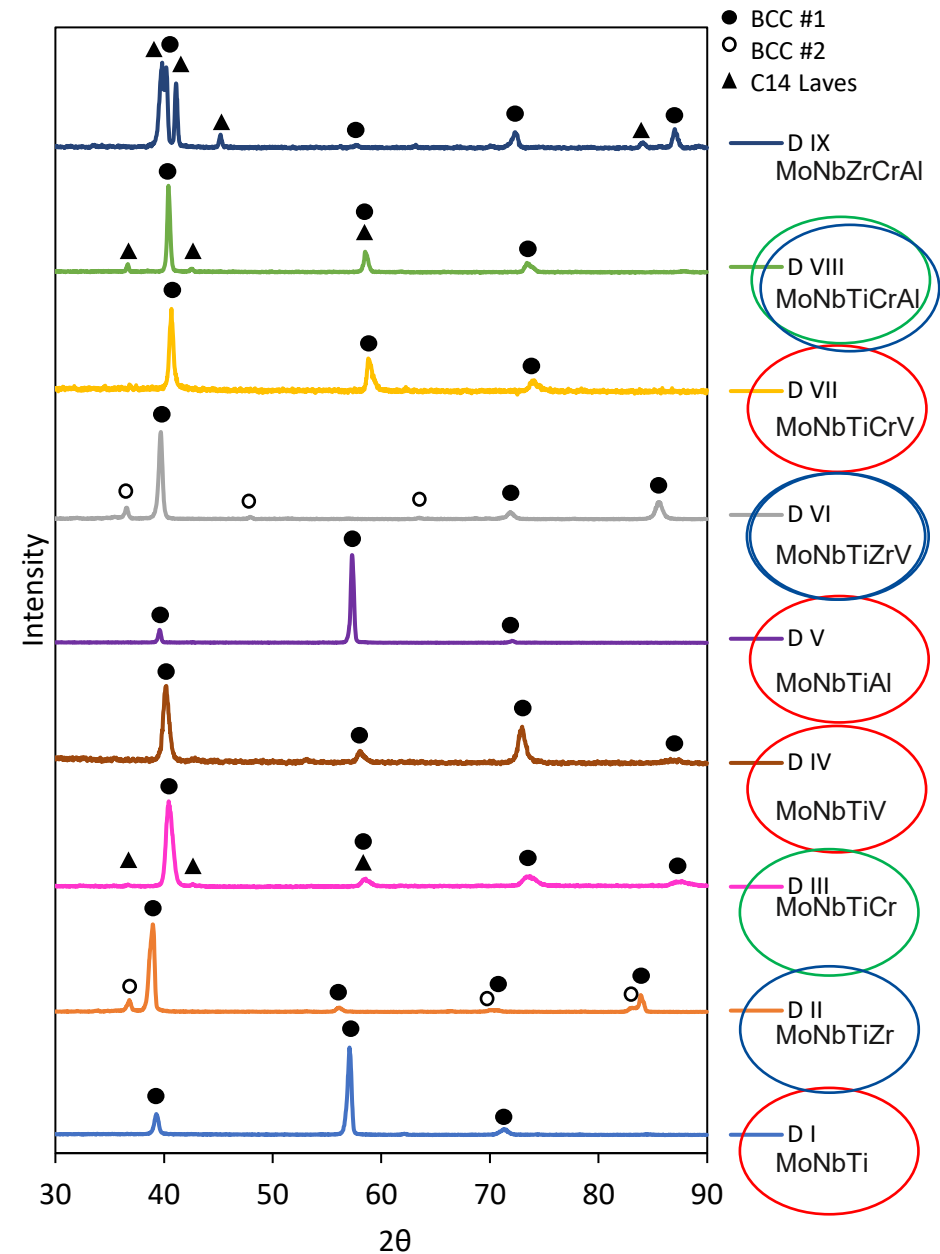 BCC #1
BCC #2
C14 Laves
D IX
MoNbZrCrAl
D VIII
MoNbTiCrAl
D VII
MoNbTiCrV
D VI
MoNbTiZrV
D V
MoNbTiAl
D IV
MoNbTiV
D III
MoNbTiCr
D II
MoNbTiZr
D I
MoNbTi
Intensity
30 40 50 60 70 80 90
2θ